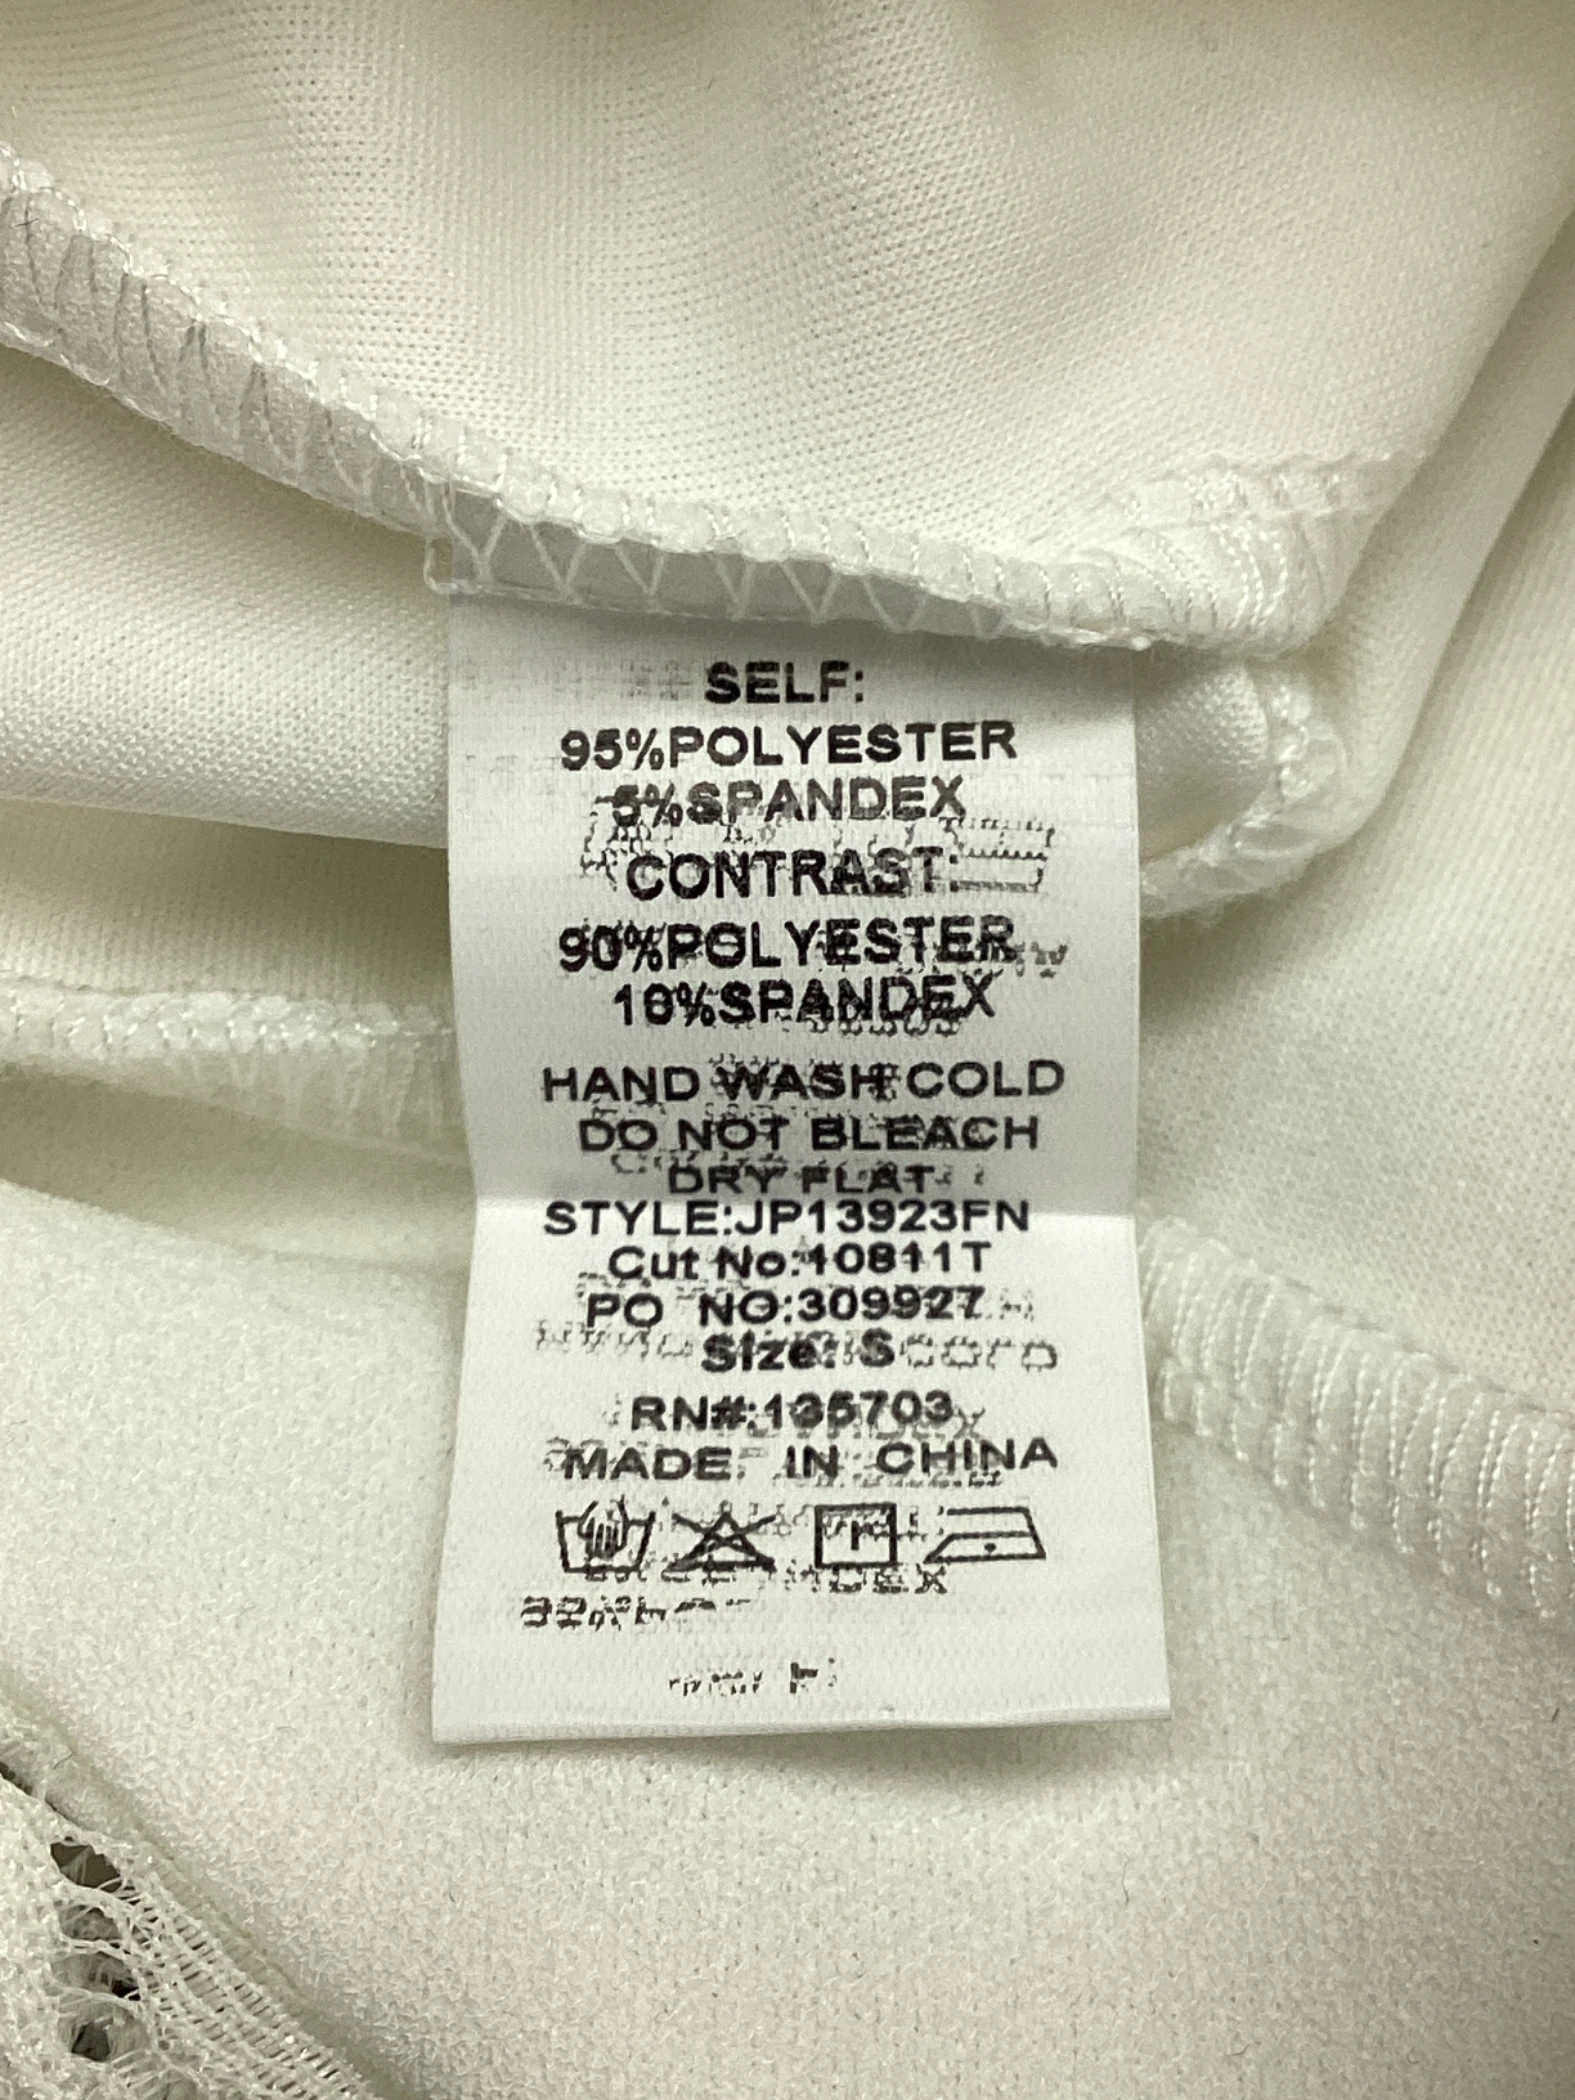 SELF:
95%POLYESTER
5%SPANDEX
CONTRAST:
90%POLYESTER
10%SPANDEX
HAND WASH COLD
DO NOT BLEACH
DRY FLAT
STYLE:JP13923FN
Cut No:10811T
PO NO:309927
Size: S
RN#:135703
MADE IN CHINA